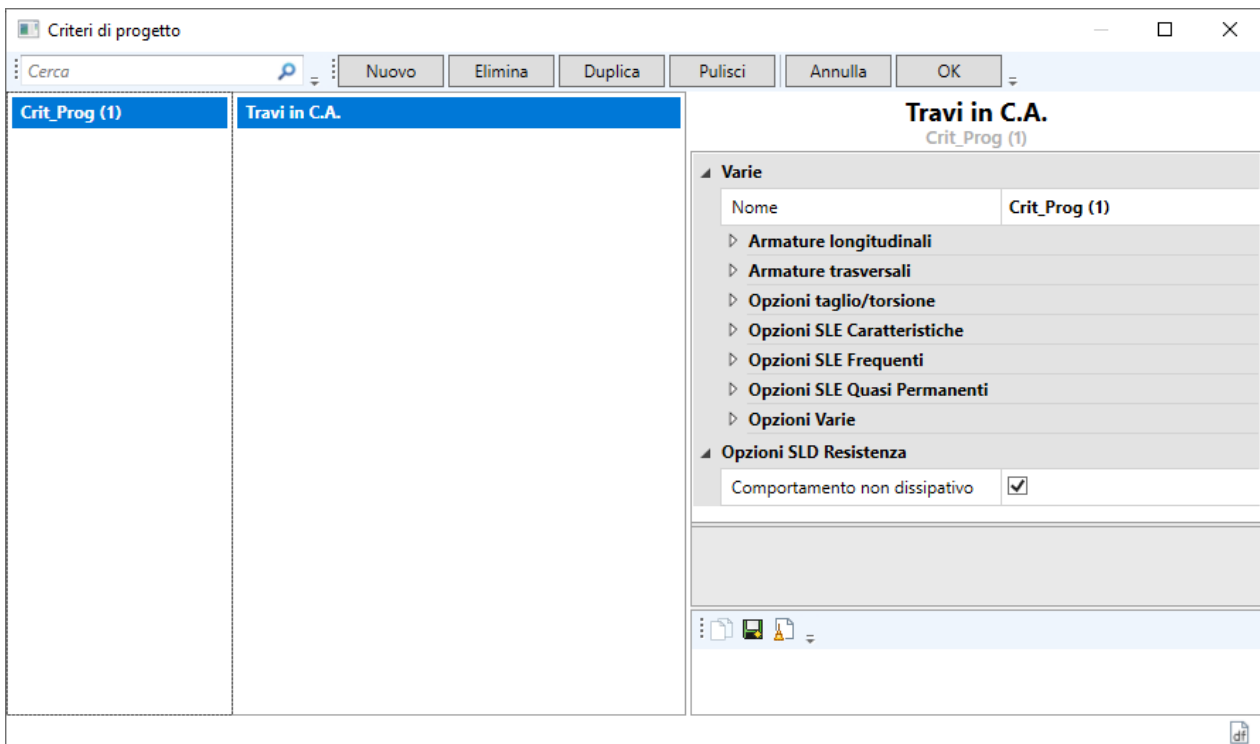 Criteri di progetto
Cerca
Nuovo
Elimina
Duplica
Pulisci
Annulla
OK
Crit_Prog (1)
Travi in C.A.
Travi in C.A.
Crit_Prog (1)
Varie
Nome Crit_Prog (1)
Armature longitudinali
Armature trasversali
Opzioni taglio/torsione
Opzioni SLE Caratteristiche
Opzioni SLE Frequenti
Opzioni SLE Quasi Permanenti
Opzioni Varie
Opzioni SLD Resistenza
Comportamento non dissipativo
df